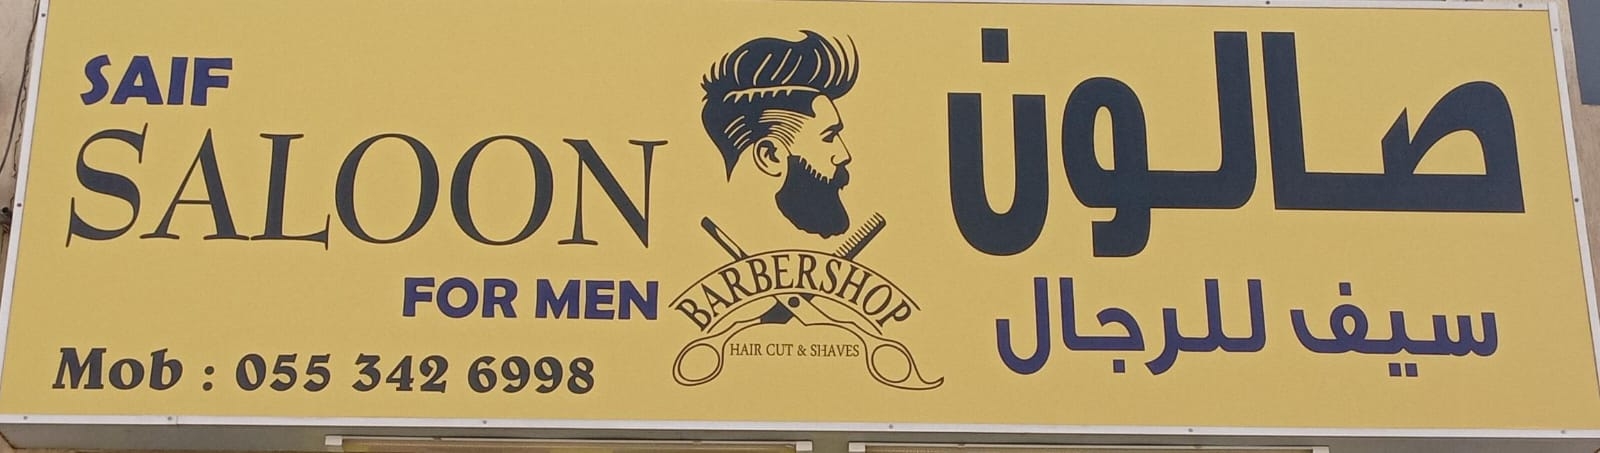 SAIF
SALOON
FOR MEN
Mob : 055 342 6998
BARBERSHOP
HAIR CUT & SHAVES
صالون
سيف للرجال